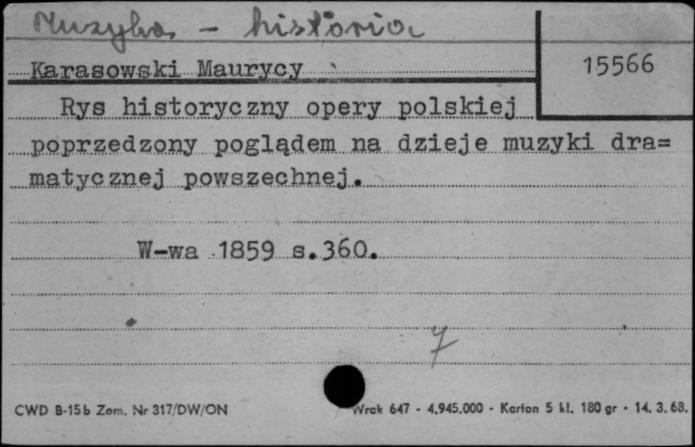 Muzyka - historia
Karasowski Maurycy
15566
Rys historyczny opery polskiej
poprzedzony poglądem na dzieje muzyki dra=
matycznej powszechnej.
W-wa 1859 s.360.
7
CWD B-15b Zam. Nr 317/DW/ON
Wrak 647 - 4.945.000 - Karton 5 kl. 180 gr - 14. 3. 68.